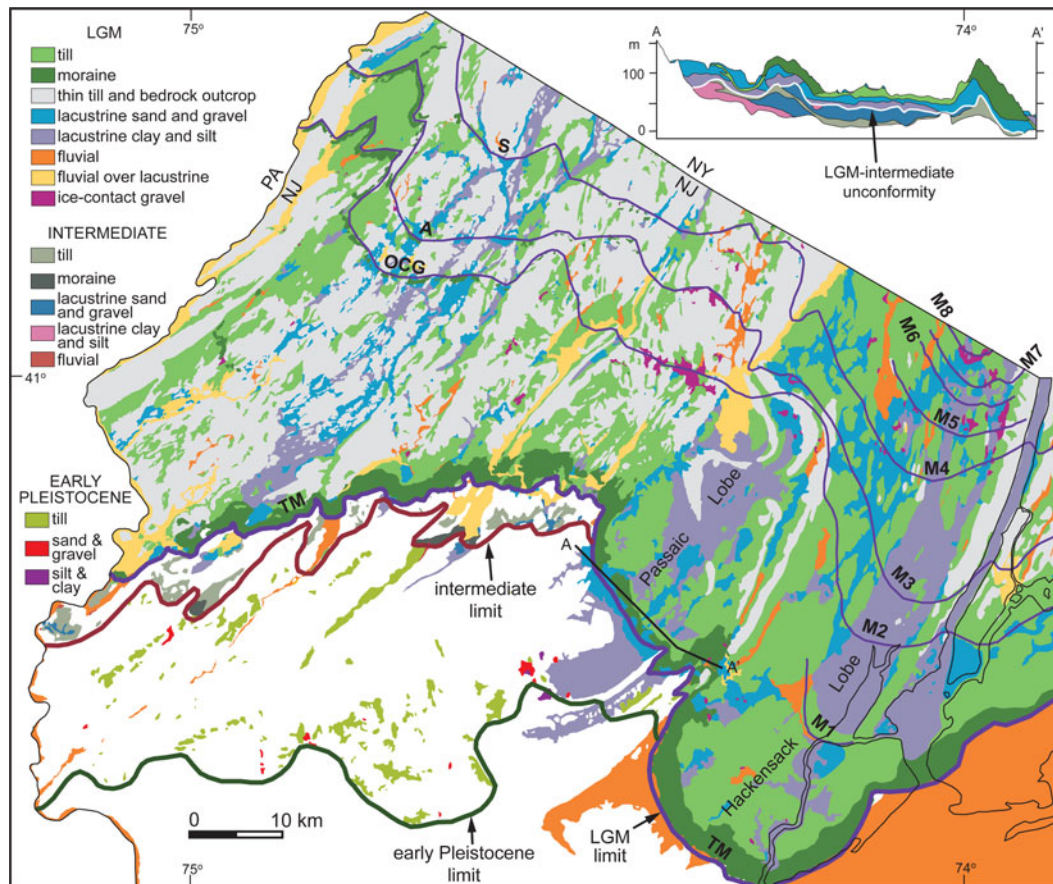 75°
74°
LGM
till
moraine
thin till and bedrock outcrop
lacustrine sand and gravel
lacustrine clay and silt
fluvial
fluvial over lacustrine
ice-contact gravel
INTERMEDIATE
till
moraine
lacustrine sand
and gravel
lacustrine clay
and silt
fluvial
41°
EARLY
PLEISTOCENE
till
sand &
gravel
silt &
clay
A
A'
m
100
0
LGM-intermediate
unconformity
PA
NJ
NY
NJ
S
A
OCG
TM
M8
M6
M7
M5
M4
M3
M2
M1
Passaic
Lobe
Lobe
Hackensack
A
A'
intermediate
limit
0
10 km
early Pleistocene
limit
LGM
limit
TM
75°
74°